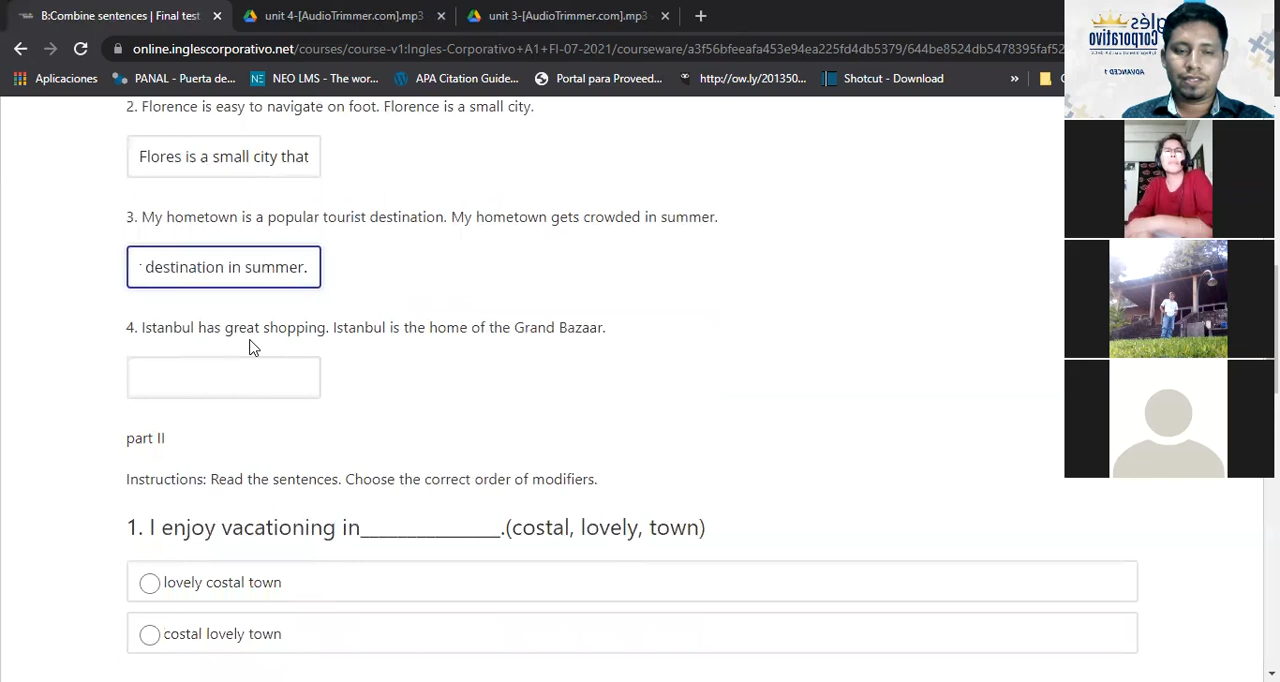 B:Combine sentences | Final test
unit 4-[AudioTrimmer.com].mp3
unit 3-[AudioTrimmer.com].mp3
online.inglescorporativo.net/courses/course-v1:Ingles-Corporativo+A1+FI-07-2021/courseware/a3f56bfeeafa453e94ea225fd4db5379/644be8524db5478395faf52
Aplicaciones
PANAL - Puerta de...
NEO LMS - The wor...
APA Citation Guide...
Portal para Proveed...
http://ow.ly/201350...
Shotcut - Download
»
inglés
Corporativo
ADVANCED 1
2. Florence is easy to navigate on foot. Florence is a small city.
Flores is a small city that
3. My hometown is a popular tourist destination. My hometown gets crowded in summer.
destination in summer.
4. Istanbul has great shopping. Istanbul is the home of the Grand Bazaar.
part II
Instructions: Read the sentences. Choose the correct order of modifiers.
1. I enjoy vacationing in______________.(costal, lovely, town)
lovely costal town
costal lovely town